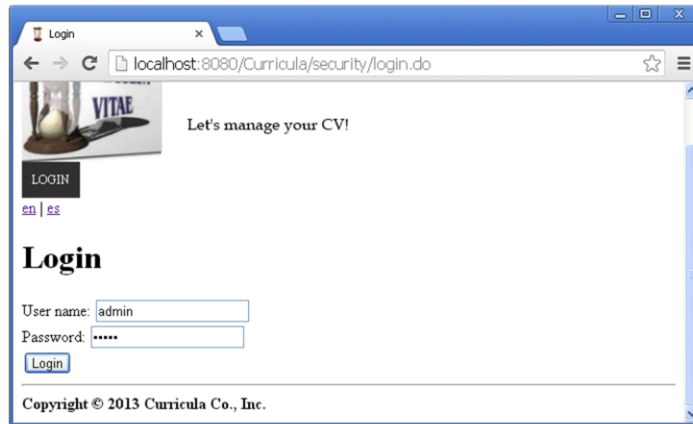 Login
localhost:8080/Curricula/security/login.do
VITAE
Let's manage your CV!
LOGIN
en | es
Login
User name: admin
Password: •••••
Login
Copyright © 2013 Curricula Co., Inc.